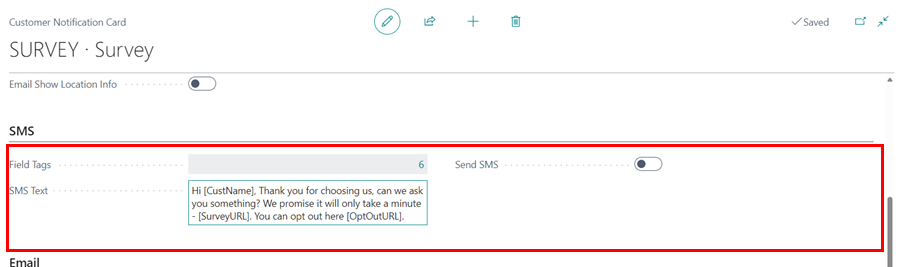 Customer Notification Card
Saved
SURVEY · Survey
Email Show Location Info
SMS
Field Tags
6
Send SMS
SMS Text
Hi [CustName], Thank you for choosing us, can we ask
you something? We promise it will only take a minute
- [SurveyURL]. You can opt out here [OptOutURL].
Email